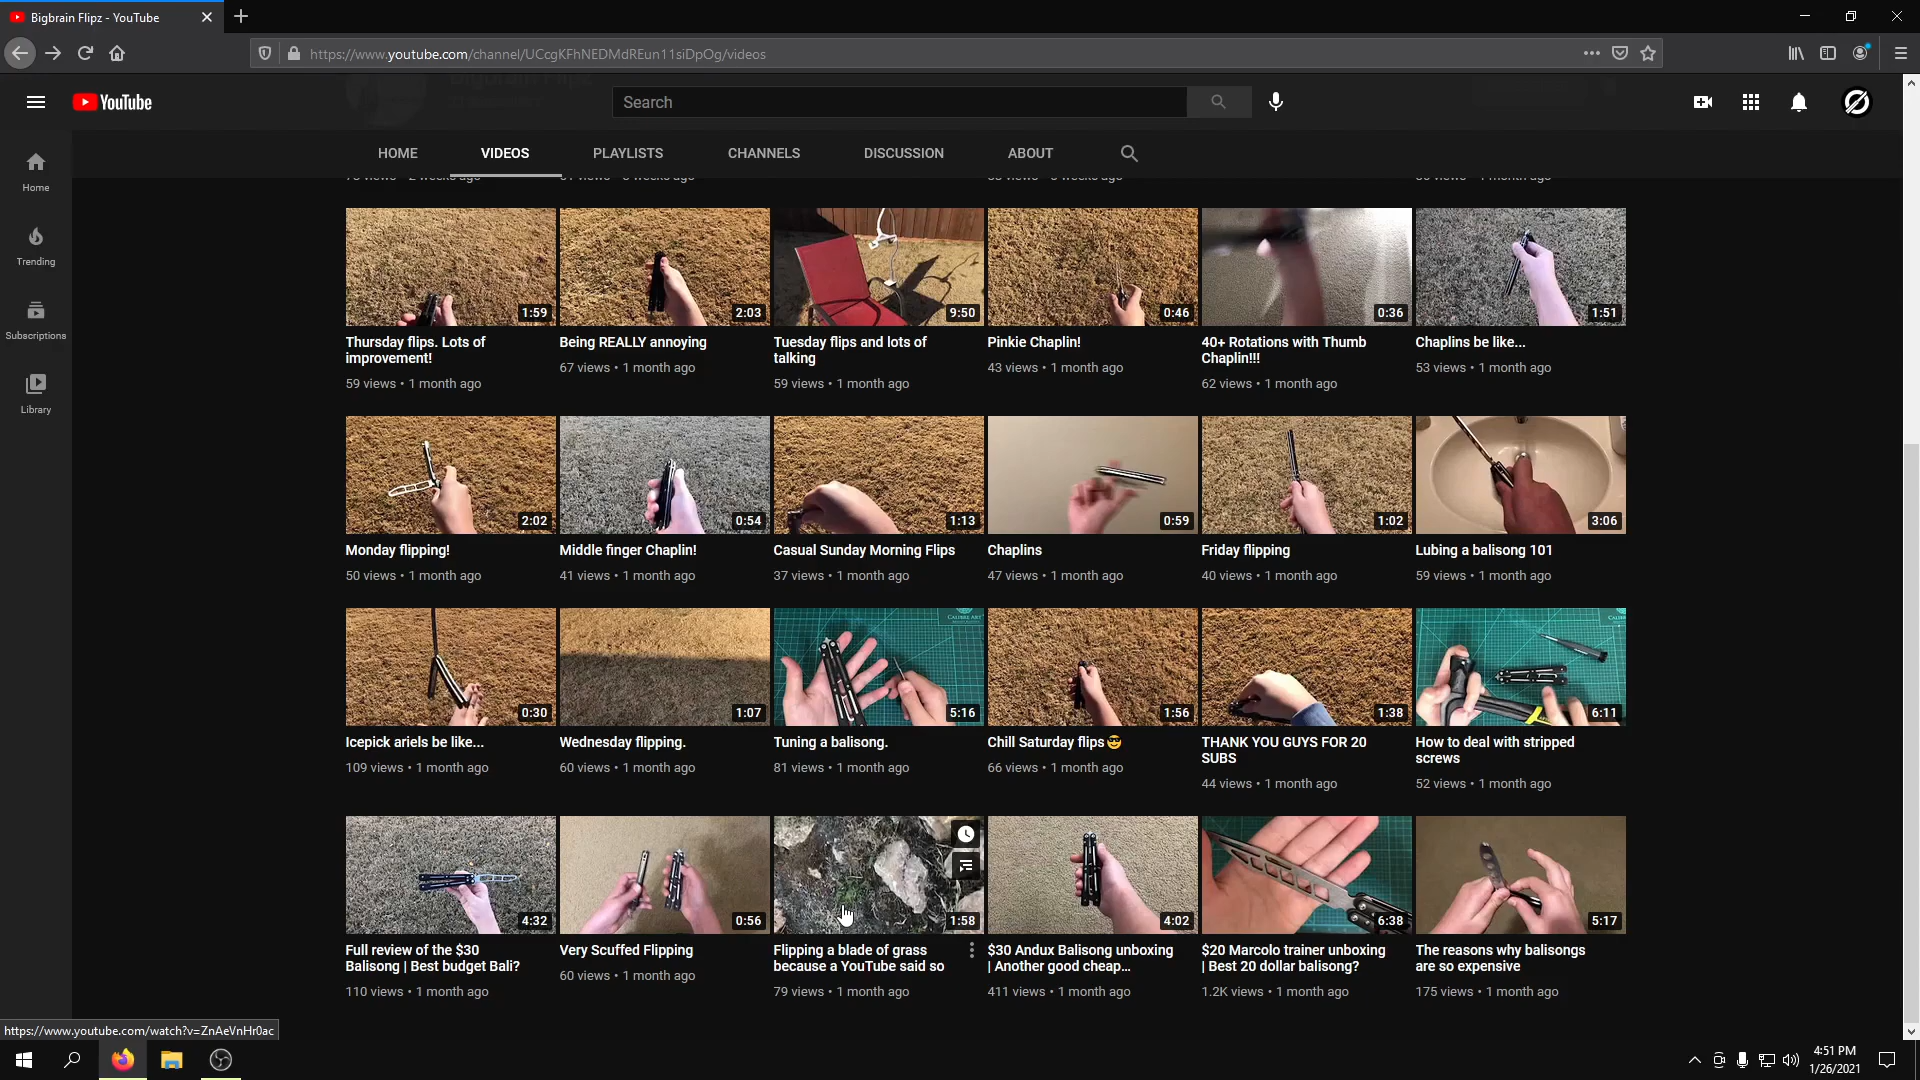 Bigbrain Flipz - YouTube
https://www.youtube.com/channel/UCcgKFhNEDMdREun11siDpOg/videos
YouTube
Search
HOME VIDEOS PLAYLISTS CHANNELS DISCUSSION ABOUT
Home
Trending
Subscriptions
Library
1:59 2:03 9:50 0:46 0:36 1:51
Thursday flips. Lots of improvement!
59 views • 1 month ago
Being REALLY annoying
67 views • 1 month ago
Tuesday flips and lots of talking
59 views • 1 month ago
Pinkie Chaplin!
43 views • 1 month ago
40+ Rotations with Thumb Chaplin!!!
62 views • 1 month ago
Chaplins be like...
53 views • 1 month ago
2:02 0:54 1:13 0:59 1:02 3:06
Monday flipping!
50 views • 1 month ago
Middle finger Chaplin!
41 views • 1 month ago
Casual Sunday Morning Flips
37 views • 1 month ago
Chaplins
47 views • 1 month ago
Friday flipping
40 views • 1 month ago
Lubing a balisong 101
59 views • 1 month ago
CALIBRE ART
0:30 1:07 5:16 1:56 1:38 6:11
Icepick ariels be like...
109 views • 1 month ago
Wednesday flipping.
60 views • 1 month ago
Tuning a balisong.
81 views • 1 month ago
Chill Saturday flips😎
66 views • 1 month ago
THANK YOU GUYS FOR 20 SUBS
44 views • 1 month ago
How to deal with stripped screws
52 views • 1 month ago
4:32 0:56 1:58 4:02 6:38 5:17
Full review of the $30 Balisong | Best budget Bali?
110 views • 1 month ago
Very Scuffed Flipping
60 views • 1 month ago
Flipping a blade of grass because a YouTube said so
79 views • 1 month ago
$30 Andux Balisong unboxing | Another good cheap...
411 views • 1 month ago
$20 Marcolo trainer unboxing | Best 20 dollar balisong?
1.2K views • 1 month ago
The reasons why balisongs are so expensive
175 views • 1 month ago
https://www.youtube.com/watch?v=ZnAeVnHr0ac
4:51 PM
1/26/2021